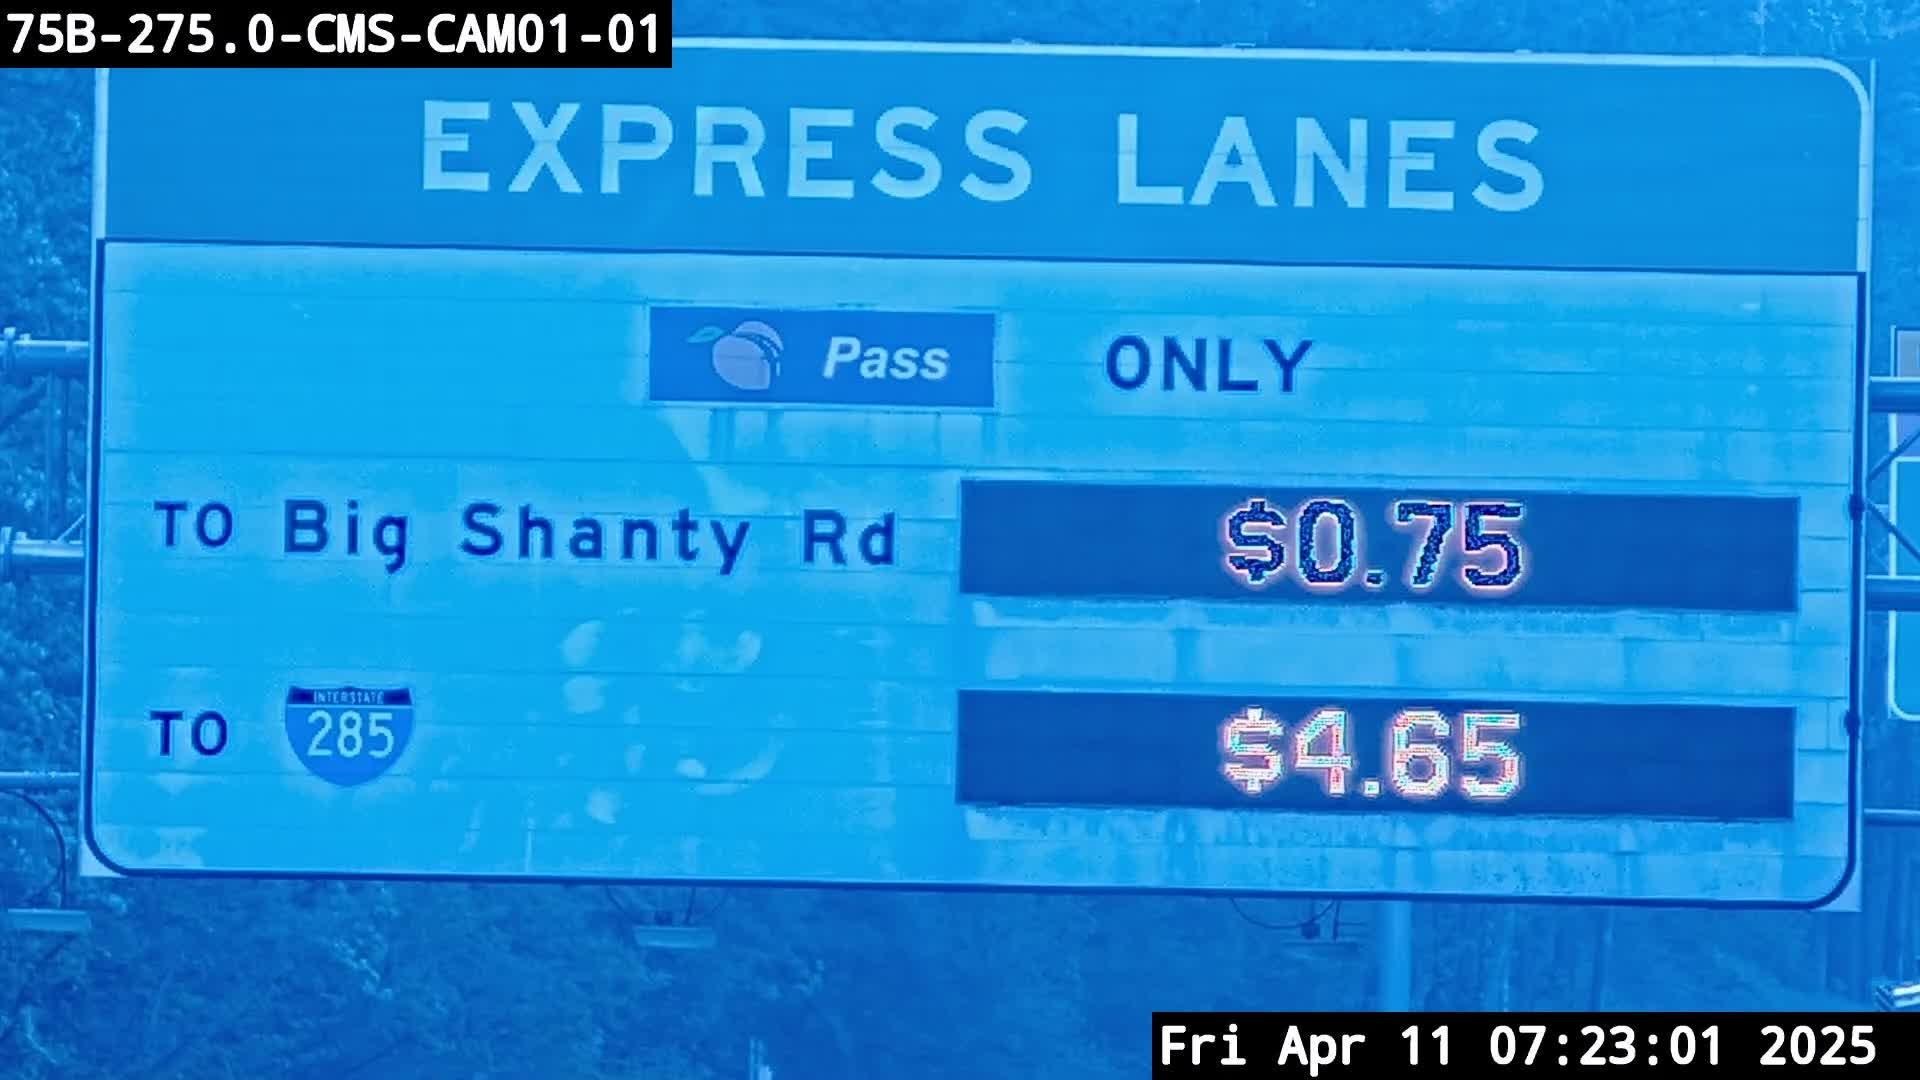 75B-275.0-CMS-CAM01-01
EXPRESS LANES
Pass ONLY
TO Big Shanty Rd $0.75
INTERSTATE
TO 285 $4.65
Fri Apr 11 07:23:01 2025